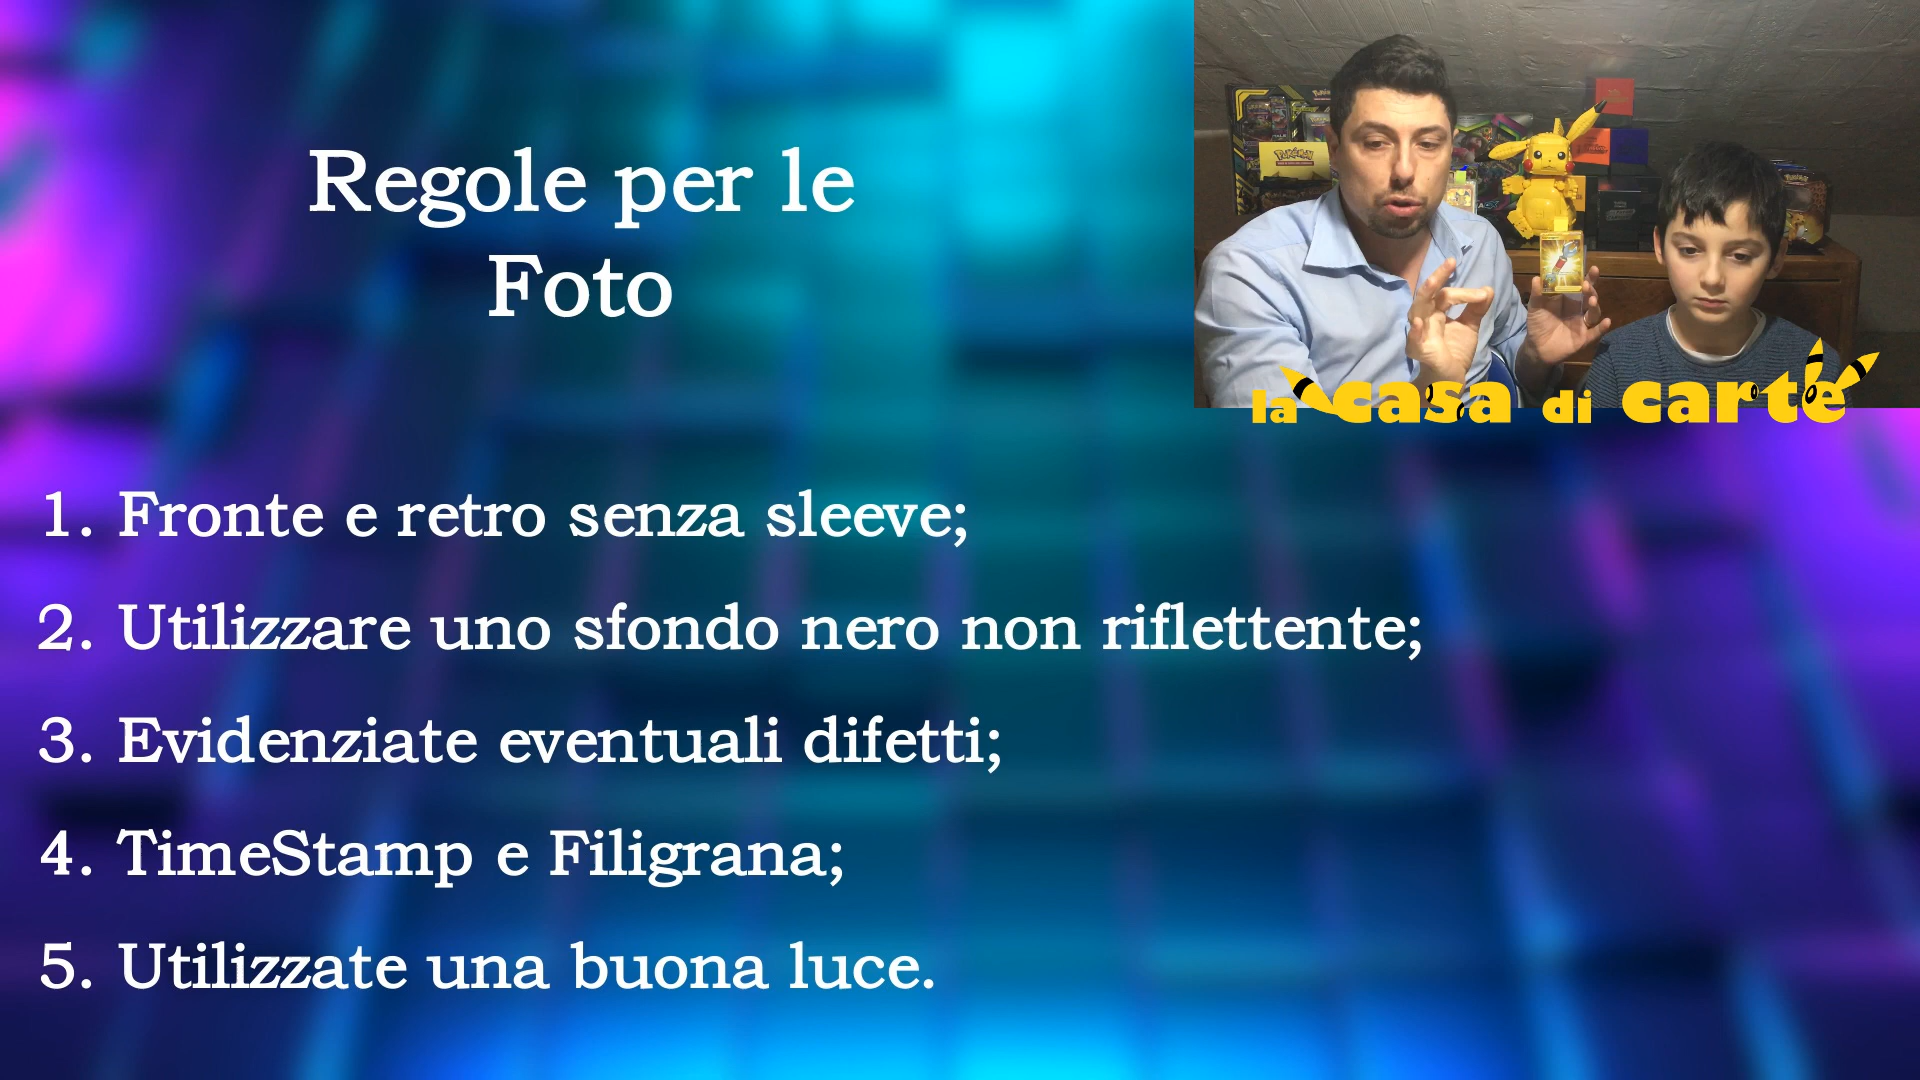 Regole per le
Foto
Pokémon
la casa di carte
1. Fronte e retro senza sleeve;
2. Utilizzare uno sfondo nero non riflettente;
3. Evidenziate eventuali difetti;
4. TimeStamp e Filigrana;
5. Utilizzate una buona luce.